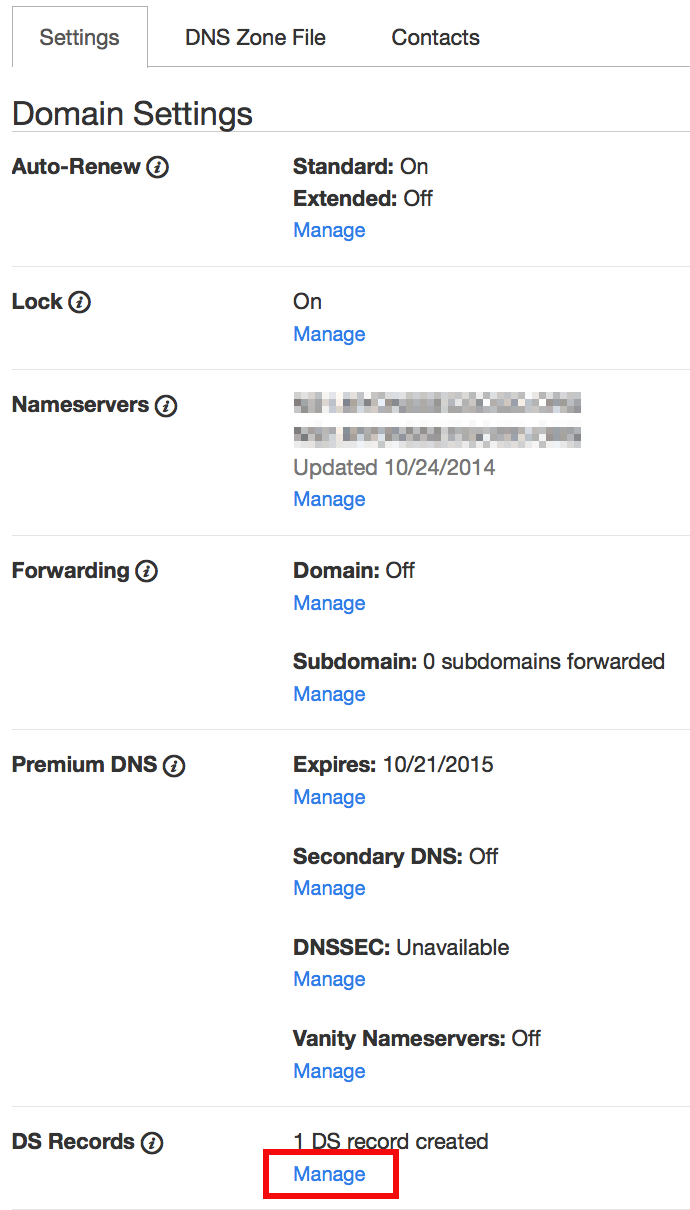 Settings DNS Zone File Contacts
Domain Settings
Auto-Renew Standard: On
Extended: Off
Manage
Lock On
Manage
Nameservers
Updated 10/24/2014
Manage
Forwarding Domain: Off
Manage
Subdomain: 0 subdomains forwarded
Manage
Premium DNS Expires: 10/21/2015
Manage
Secondary DNS: Off
Manage
DNSSEC: Unavailable
Manage
Vanity Nameservers: Off
Manage
DS Records 1 DS record created
Manage